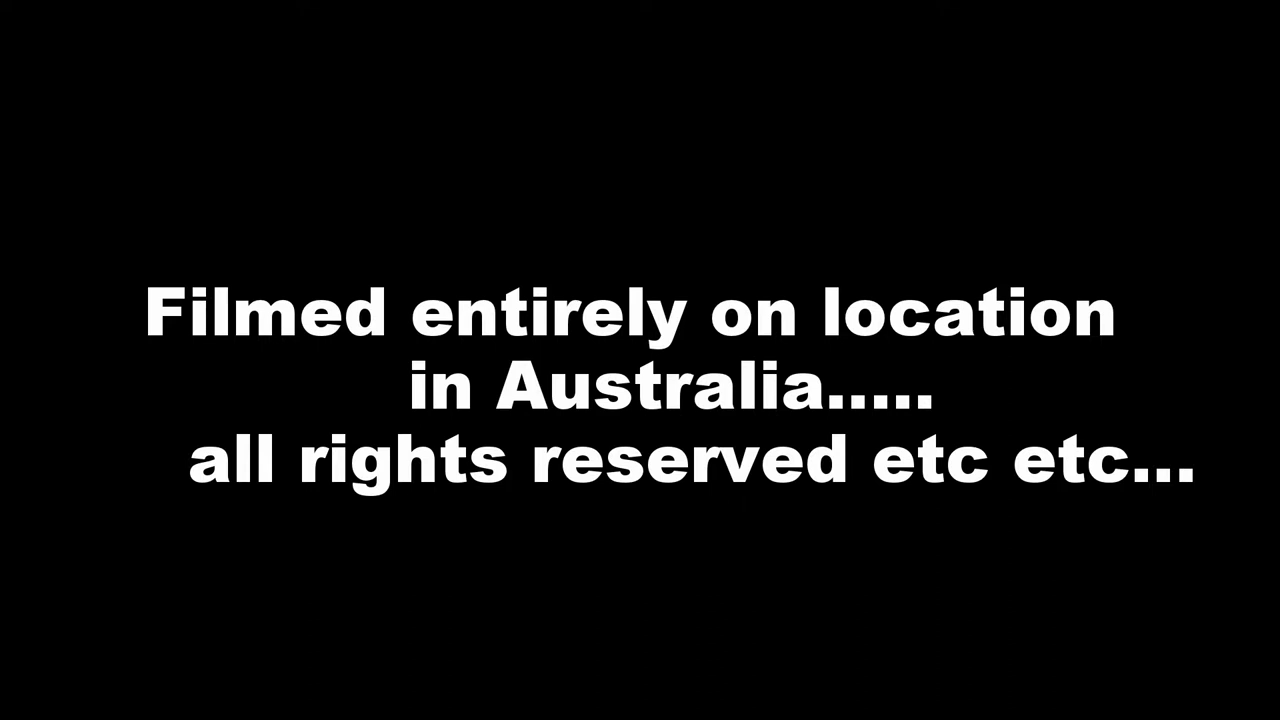 Filmed entirely on location
in Australia.....
all rights reserved etc etc...